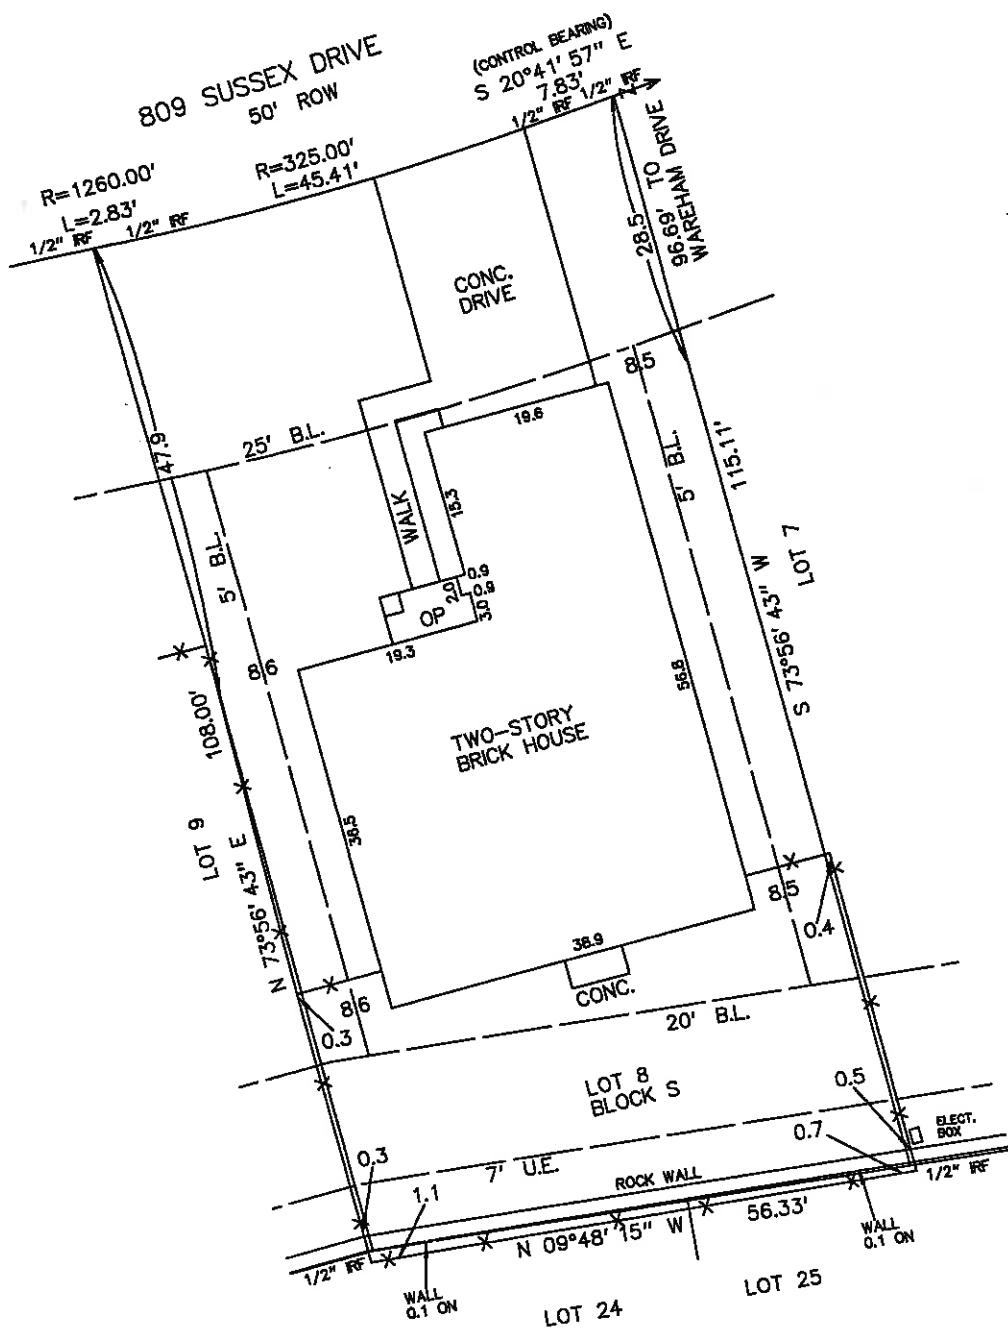 809 SUSSEX DRIVE
50' ROW
(CONTROL BEARING)
S 20°41' 57" E
7.83'
1/2" IRF
1/2" IRF
R=1260.00'
L=2.83'
1/2" IRF
1/2" IRF
R=325.00'
L=45.41'
28.5
96.69' TO
WAREHAM DRIVE
CONC.
DRIVE
8.5
25' B.L.
47.9
19.6
5' B.L.
115.11'
WALK
15.3
5' B.L.
0.9
0.9
2.0
3.0
OP
19.3
S 73°56' 43" W
LOT 7
8.6
108.00'
56.8
TWO-STORY
BRICK HOUSE
LOT 9
N 73°56' 43" E
36.5
8.5
0.4
38.9
CONC.
8.6
0.3
20' B.L.
LOT 8
BLOCK S
0.5
ELECT.
BOX
0.7
0.3
7' U.E.
ROCK WALL
1.1
1/2" IRF
56.33'
N 09°48' 15" W
1/2" IRF
WALL
0.1 ON
WALL
0.1 ON
LOT 24
LOT 25